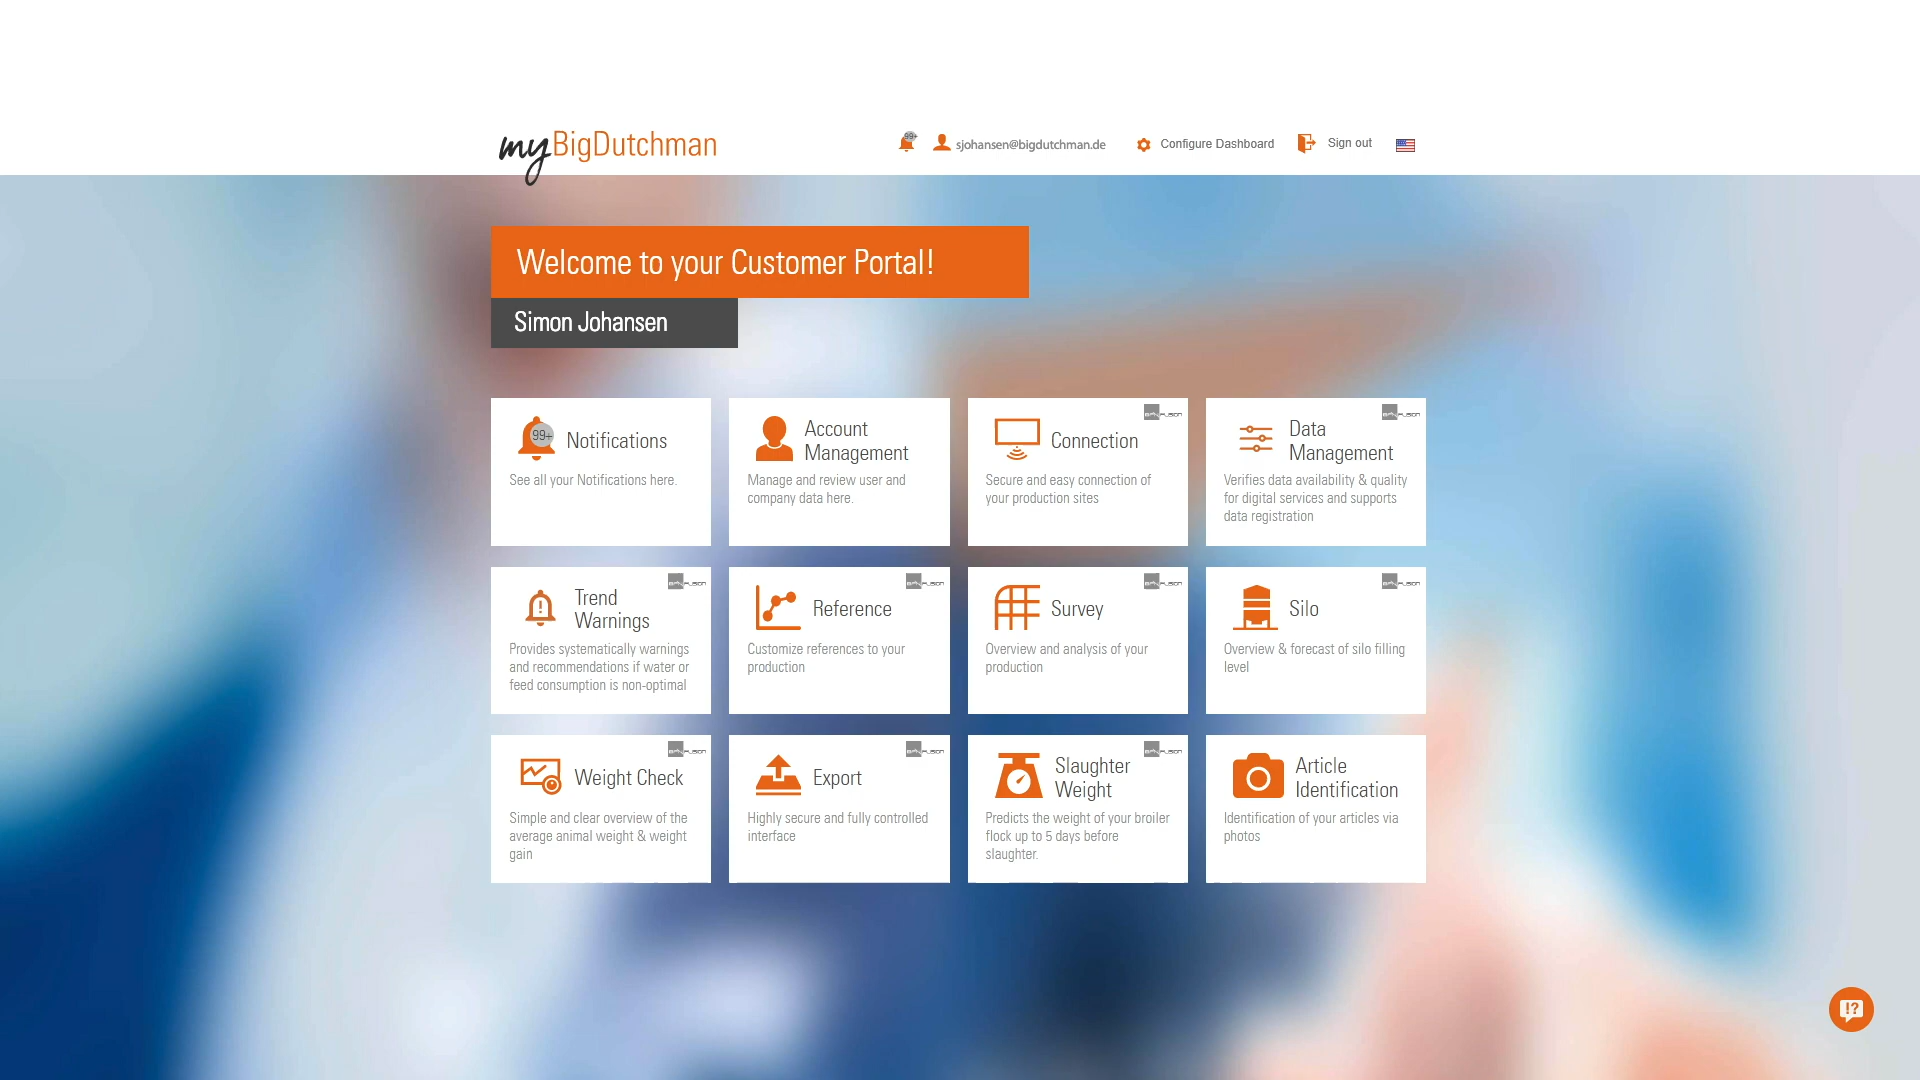 myBigDutchman
99+
sjohansen@bigdutchman.de
Configure Dashboard
Sign out
Welcome to your Customer Portal!
Simon Johansen
99+
Notifications
See all your Notifications here.
Account
Management
Manage and review user and
company data here.
Connection
Secure and easy connection of
your production sites
Data
Management
Verifies data availability & quality
for digital services and supports
data registration
Trend
Warnings
Provides systematically warnings
and recommendations if water or
feed consumption is non-optimal
Reference
Customize references to your
production
Survey
Overview and analysis of your
production
Silo
Overview & forecast of silo filling
level
Weight Check
Simple and clear overview of the
average animal weight & weight
gain
Export
Highly secure and fully controlled
interface
Slaughter
Weight
Predicts the weight of your broiler
flock up to 5 days before
slaughter.
Article
Identification
Identification of your articles via
photos
!?